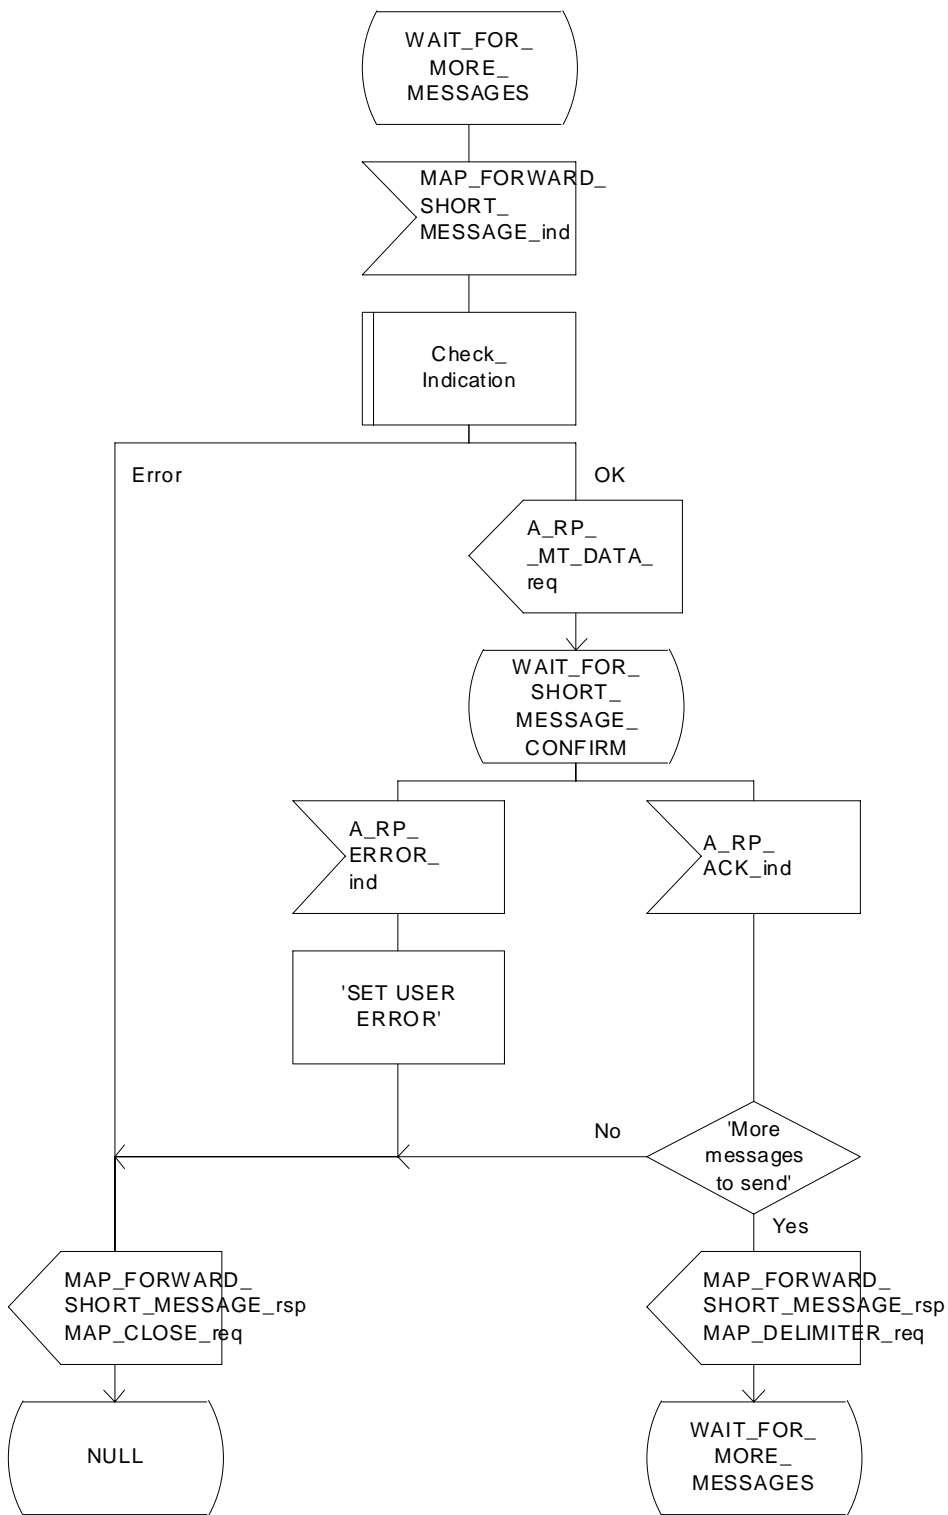 WAIT_FOR_
MORE_
MESSAGES
MAP_FORWARD_
SHORT_
MESSAGE_ind
Check_
Indication
Error
OK
A_RP_
_MT_DATA_
req
WAIT_FOR_
SHORT_
MESSAGE_
CONFIRM
A_RP_
ERROR_
ind
A_RP_
ACK_ind
'SET USER
ERROR'
No
'More
messages
to send'
Yes
MAP_FORWARD_
SHORT_MESSAGE_rsp
MAP_CLOSE_req
MAP_FORWARD_
SHORT_MESSAGE_rsp
MAP_DELIMITER_req
NULL
WAIT_FOR_
MORE_
MESSAGES